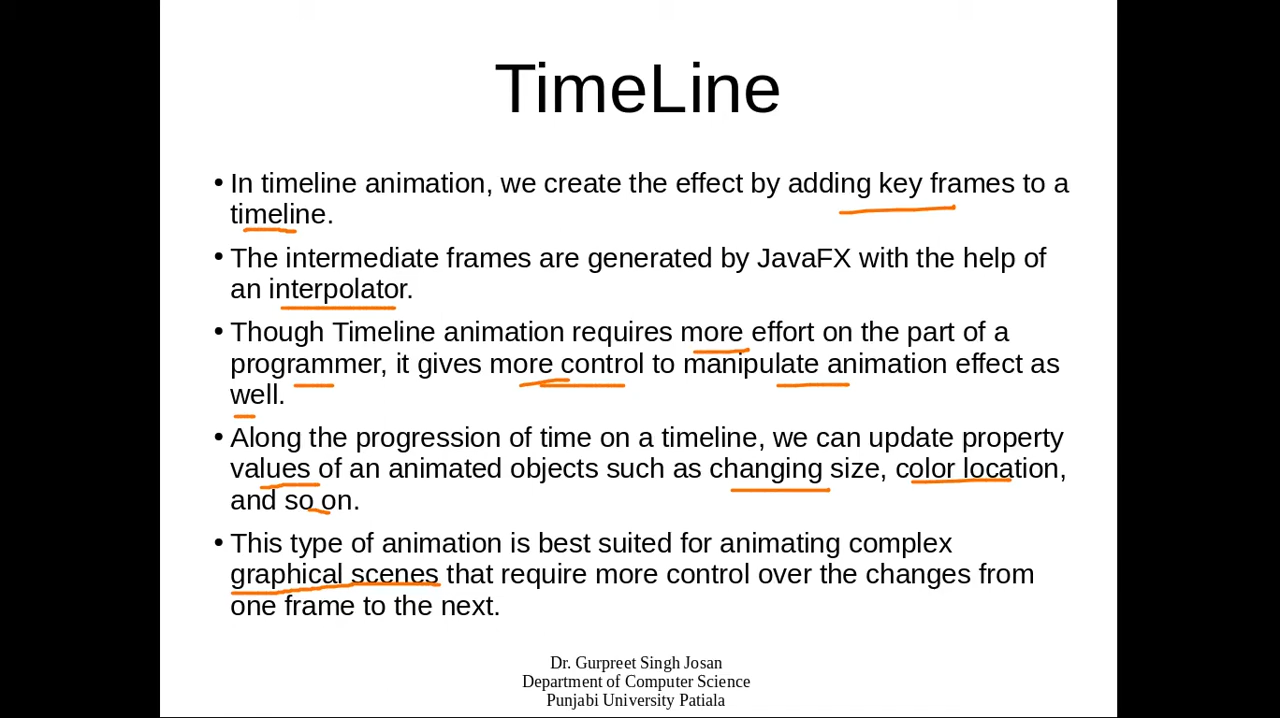 TimeLine
• In timeline animation, we create the effect by adding key frames to a
timeline.
• The intermediate frames are generated by JavaFX with the help of
an interpolator.
• Though Timeline animation requires more effort on the part of a
programmer, it gives more control to manipulate animation effect as
well.
• Along the progression of time on a timeline, we can update property
values of an animated objects such as changing size, color location,
and so on.
• This type of animation is best suited for animating complex
graphical scenes that require more control over the changes from
one frame to the next.
Dr. Gurpreet Singh Josan
Department of Computer Science
Punjabi University Patiala